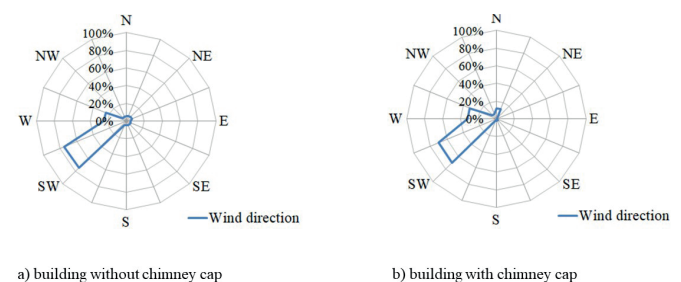 N
100%
NW
80%
NE
60%
40%
20%
W
0%
E
SW
SE
S
Wind direction
a) building without chimney cap
N
100%
NW
80%
NE
60%
40%
20%
W
0%
E
SW
SE
S
Wind direction
b) building with chimney cap